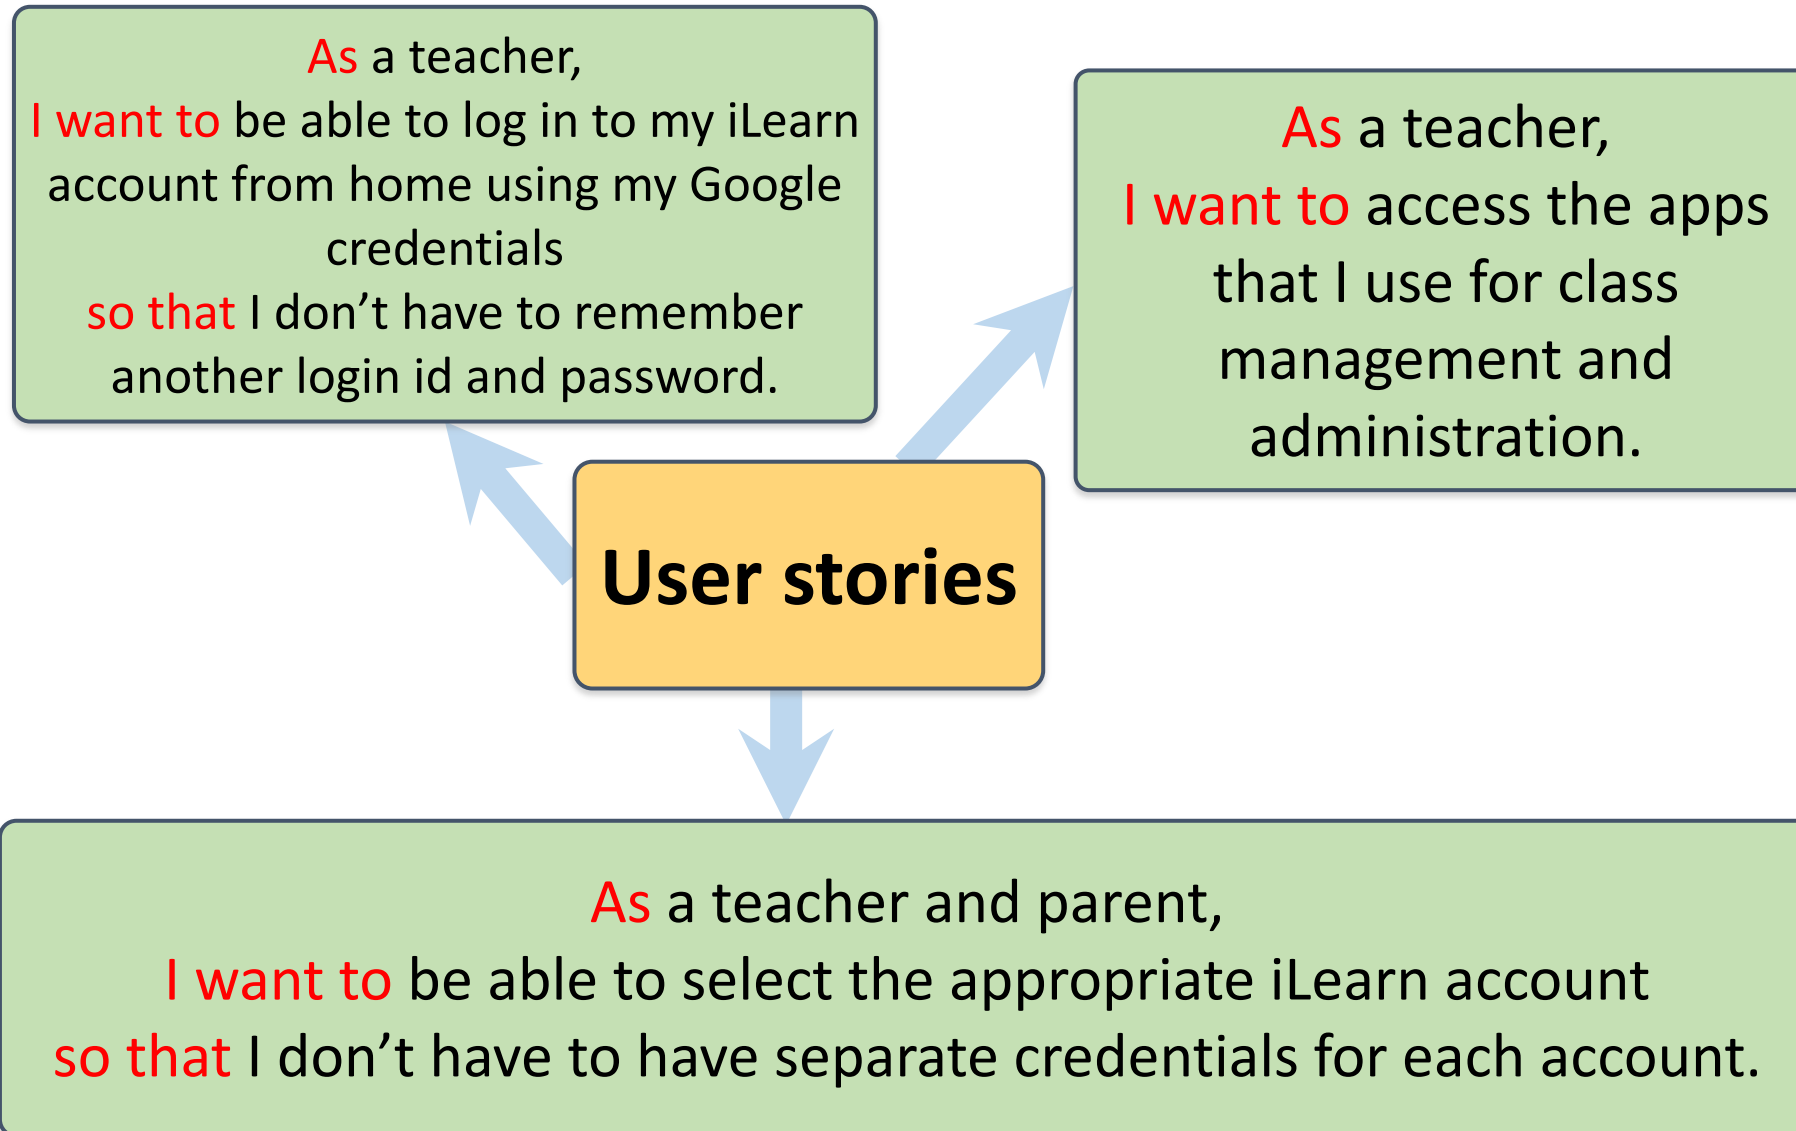 As a teacher,
I want to be able to log in to my iLearn
account from home using my Google
credentials
so that I don’t have to remember
another login id and password.
As a teacher,
I want to access the apps
that I use for class
management and
administration.
User stories
As a teacher and parent,
I want to be able to select the appropriate iLearn account
so that I don’t have to have separate credentials for each account.